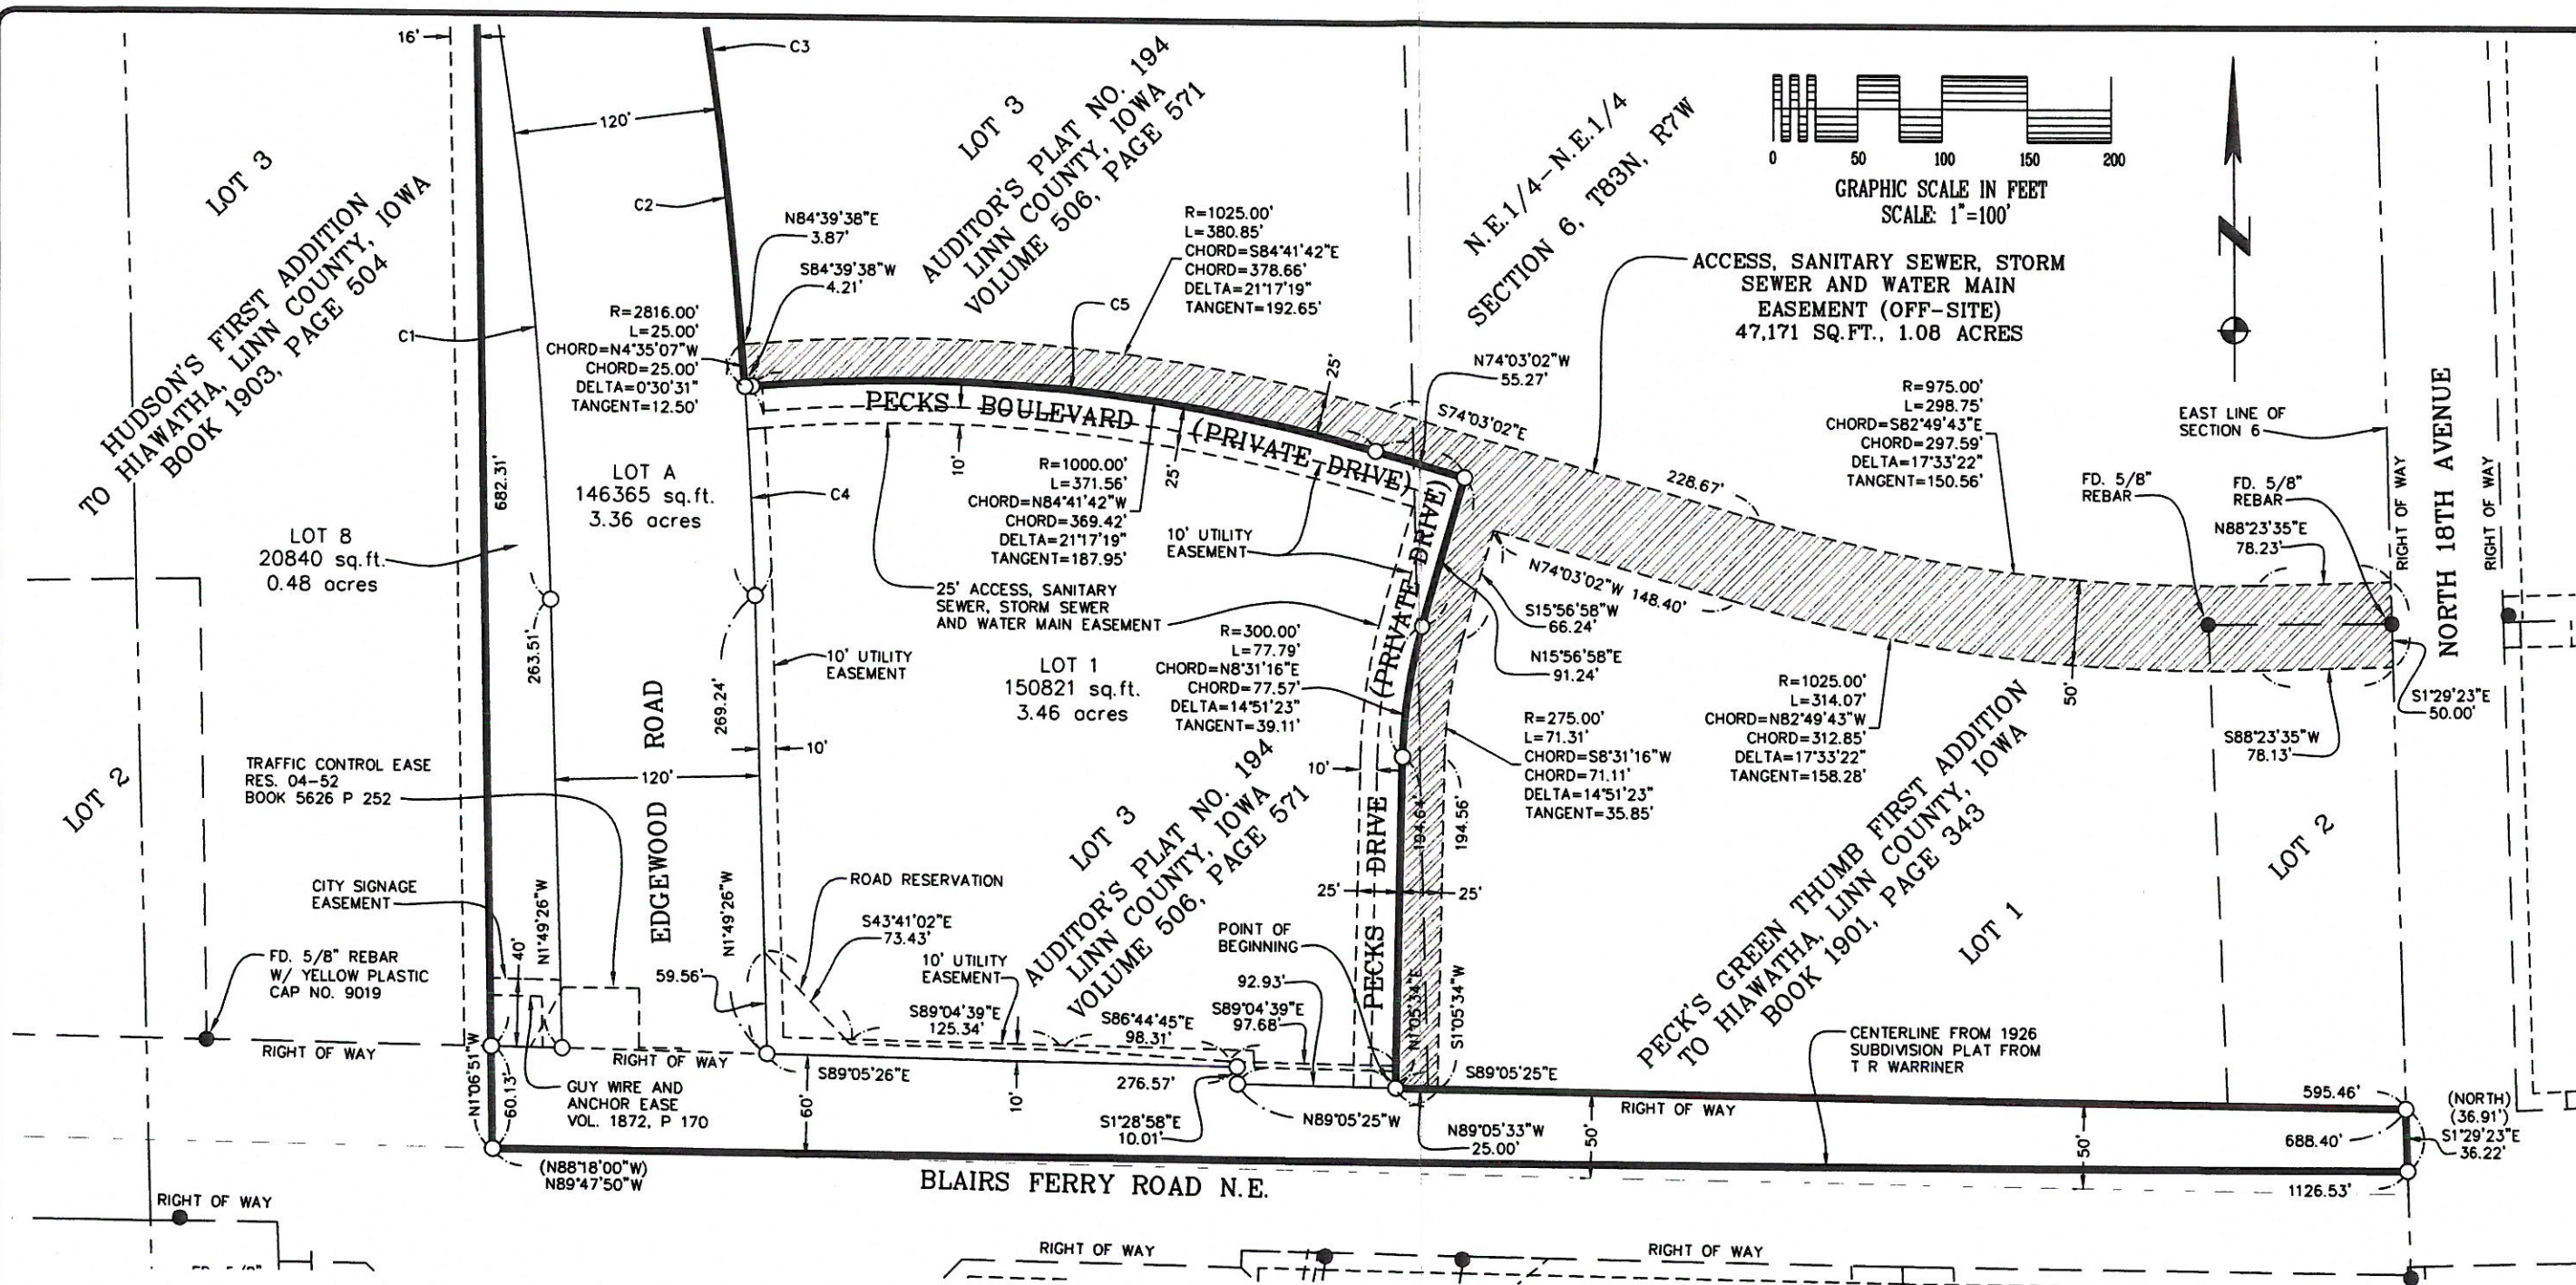 16'
C3
120'
C2
LOT 3
HUDSON'S FIRST ADDITION
TO HIAWATHA, LINN COUNTY, IOWA
BOOK 1903, PAGE 504
LOT 3
AUDITOR'S PLAT NO. 194
LINN COUNTY, IOWA
VOLUME 506, PAGE 571
N84°39'38"E
3.87'
S84°39'38"W
4.21'
R=2816.00'
L=25.00'
CHORD=N4°35'07"W
CHORD=25.00'
DELTA=0°30'31"
TANGENT=12.50'
C1
R=1025.00'
L=380.85'
CHORD=S84°41'42"E
CHORD=378.66'
DELTA=21°17'19"
TANGENT=192.65'
C5
25'
N.E.1/4-N.E.1/4
SECTION 6, T83N, R7W
0 50 100 150 200
GRAPHIC SCALE IN FEET
SCALE: 1"=100'
N
ACCESS, SANITARY SEWER, STORM
SEWER AND WATER MAIN
EASEMENT (OFF-SITE)
47,171 SQ.FT., 1.08 ACRES
N74°03'02"W
55.27'
S74°03'02"E
228.67'
R=975.00'
L=298.75'
CHORD=S82°49'43"E
CHORD=297.59'
DELTA=17°33'22"
TANGENT=150.56'
EAST LINE OF
SECTION 6
FD. 5/8"
REBAR
FD. 5/8"
REBAR
N88°23'35"E
78.23'
RIGHT OF WAY
RIGHT OF WAY
NORTH 18TH AVENUE
PECKS BOULEVARD (PRIVATE DRIVE)
10'
25'
R=1000.00'
L=371.56'
CHORD=N84°41'42"W
CHORD=369.42'
DELTA=21°17'19"
TANGENT=187.95'
10' UTILITY
EASEMENT
25' ACCESS, SANITARY
SEWER, STORM SEWER
AND WATER MAIN EASEMENT
LOT A
146365 sq.ft.
3.36 acres
C4
682.31'
LOT B
20840 sq.ft.
0.48 acres
263.51'
269.24'
10' UTILITY
EASEMENT
LOT 1
150821 sq.ft.
3.46 acres
R=300.00'
L=77.79'
CHORD=N8°31'16"E
CHORD=77.57'
DELTA=14°51'23"
TANGENT=39.11'
N74°03'02"W 148.40'
S15°56'58"W
66.24'
N15°56'58"E
91.24'
R=275.00'
L=71.31'
CHORD=S8°31'16"W
CHORD=71.11'
DELTA=14°51'23"
TANGENT=35.85'
R=1025.00'
L=314.07'
CHORD=N82°49'43"W
CHORD=312.85'
DELTA=17°33'22"
TANGENT=158.28'
50'
S1°29'23"E
50.00'
S88°23'35"W
78.13'
LOT 2
TRAFFIC CONTROL EASE
RES. 04-52
BOOK 5626 P 252
120'
10'
EDGEWOOD ROAD
10'
194.64'
194.56'
25'
25'
PECKS DRIVE (PRIVATE DRIVE)
LOT 3
AUDITOR'S PLAT NO. 194
LINN COUNTY, IOWA
VOLUME 506, PAGE 571
PECK'S GREEN THUMB FIRST ADDITION
TO HIAWATHA, LINN COUNTY, IOWA
BOOK 1901, PAGE 343
LOT 1
LOT 2
CITY SIGNAGE
EASEMENT
N1°49'26"W
40'
N1°49'26"W
ROAD RESERVATION
S43°41'02"E
73.43'
59.56'
10' UTILITY
EASEMENT
POINT OF
BEGINNING
92.93'
FD. 5/8" REBAR
W/ YELLOW PLASTIC
CAP NO. 9019
S89°04'39"E
125.34'
S86°44'45"E
98.31'
S89°04'39"E
97.68'
N1°05'34"E
S1°05'34"W
CENTERLINE FROM 1926
SUBDIVISION PLAT FROM
T R WARRINER
RIGHT OF WAY
RIGHT OF WAY
N1°06'51"W
60.13'
GUY WIRE AND
ANCHOR EASE
VOL. 1872, P 170
S89°05'26"E
276.57'
60'
10'
S1°28'58"E
10.01'
N89°05'25"W
S89°05'25"E
N89°05'33"W
25.00'
RIGHT OF WAY
50'
50'
595.46'
(NORTH)
(36.91')
S1°29'23"E
36.22'
688.40'
1126.53'
(N88°18'00"W)
N89°47'50"W
BLAIRS FERRY ROAD N.E.
RIGHT OF WAY
RIGHT OF WAY
RIGHT OF WAY